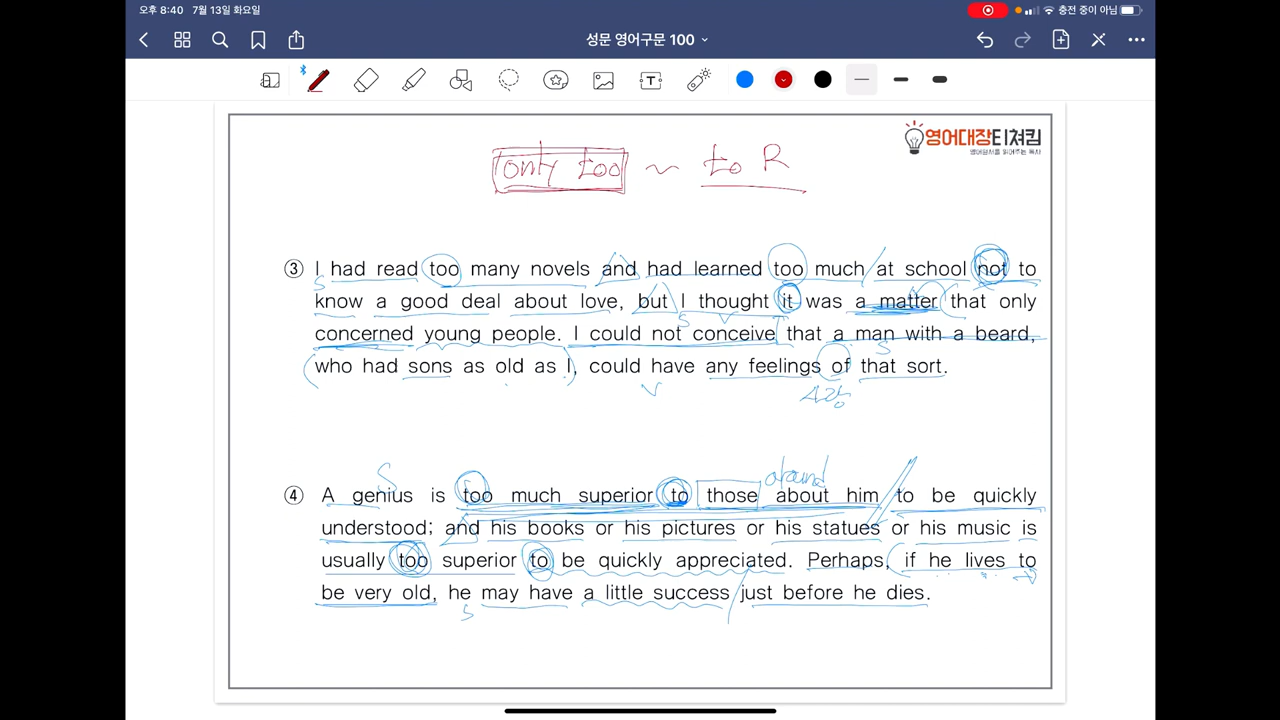 오후 8:40 7월 13일 화요일
충전 중이 아님
성문 영어구문 100
T
영어대장티쳐킴
only too ~ to R
③ I had read too many novels and had learned too much at school not to
S
know a good deal about love, but I thought it was a matter that only
S V
concerned young people. I could not conceive that a man with a beard,
S
who had sons as old as I, could have any feelings of that sort.
V 사랑
S around
④ A genius is too much superior to those about him to be quickly
understood; and his books or his pictures or his statues or his music is
usually too superior to be quickly appreciated. Perhaps, if he lives to
be very old, he may have a little success just before he dies.
S